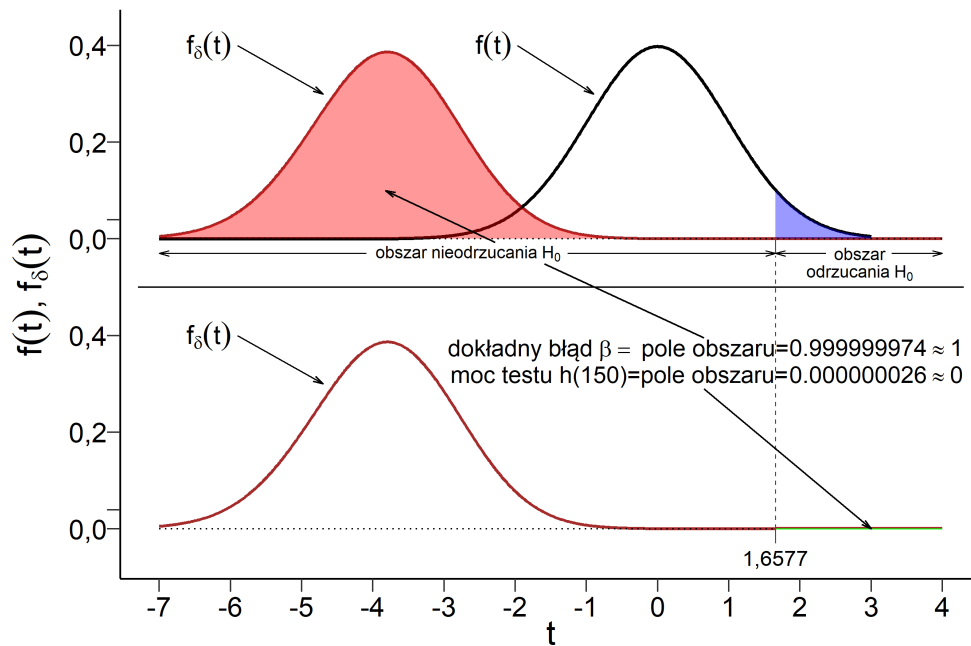 f(t), fδ(t)
0,4
0,2
0,0
fδ(t)
f(t)
obszar nieodrzucania H0
obszar
odrzucania H0
0,4
0,2
0,0
fδ(t)
dokładny błąd β = pole obszaru=0.999999974 ≈ 1
moc testu h(150)=pole obszaru=0.000000026 ≈ 0
1,6577
-7 -6 -5 -4 -3 -2 -1 0 1 2 3 4
t